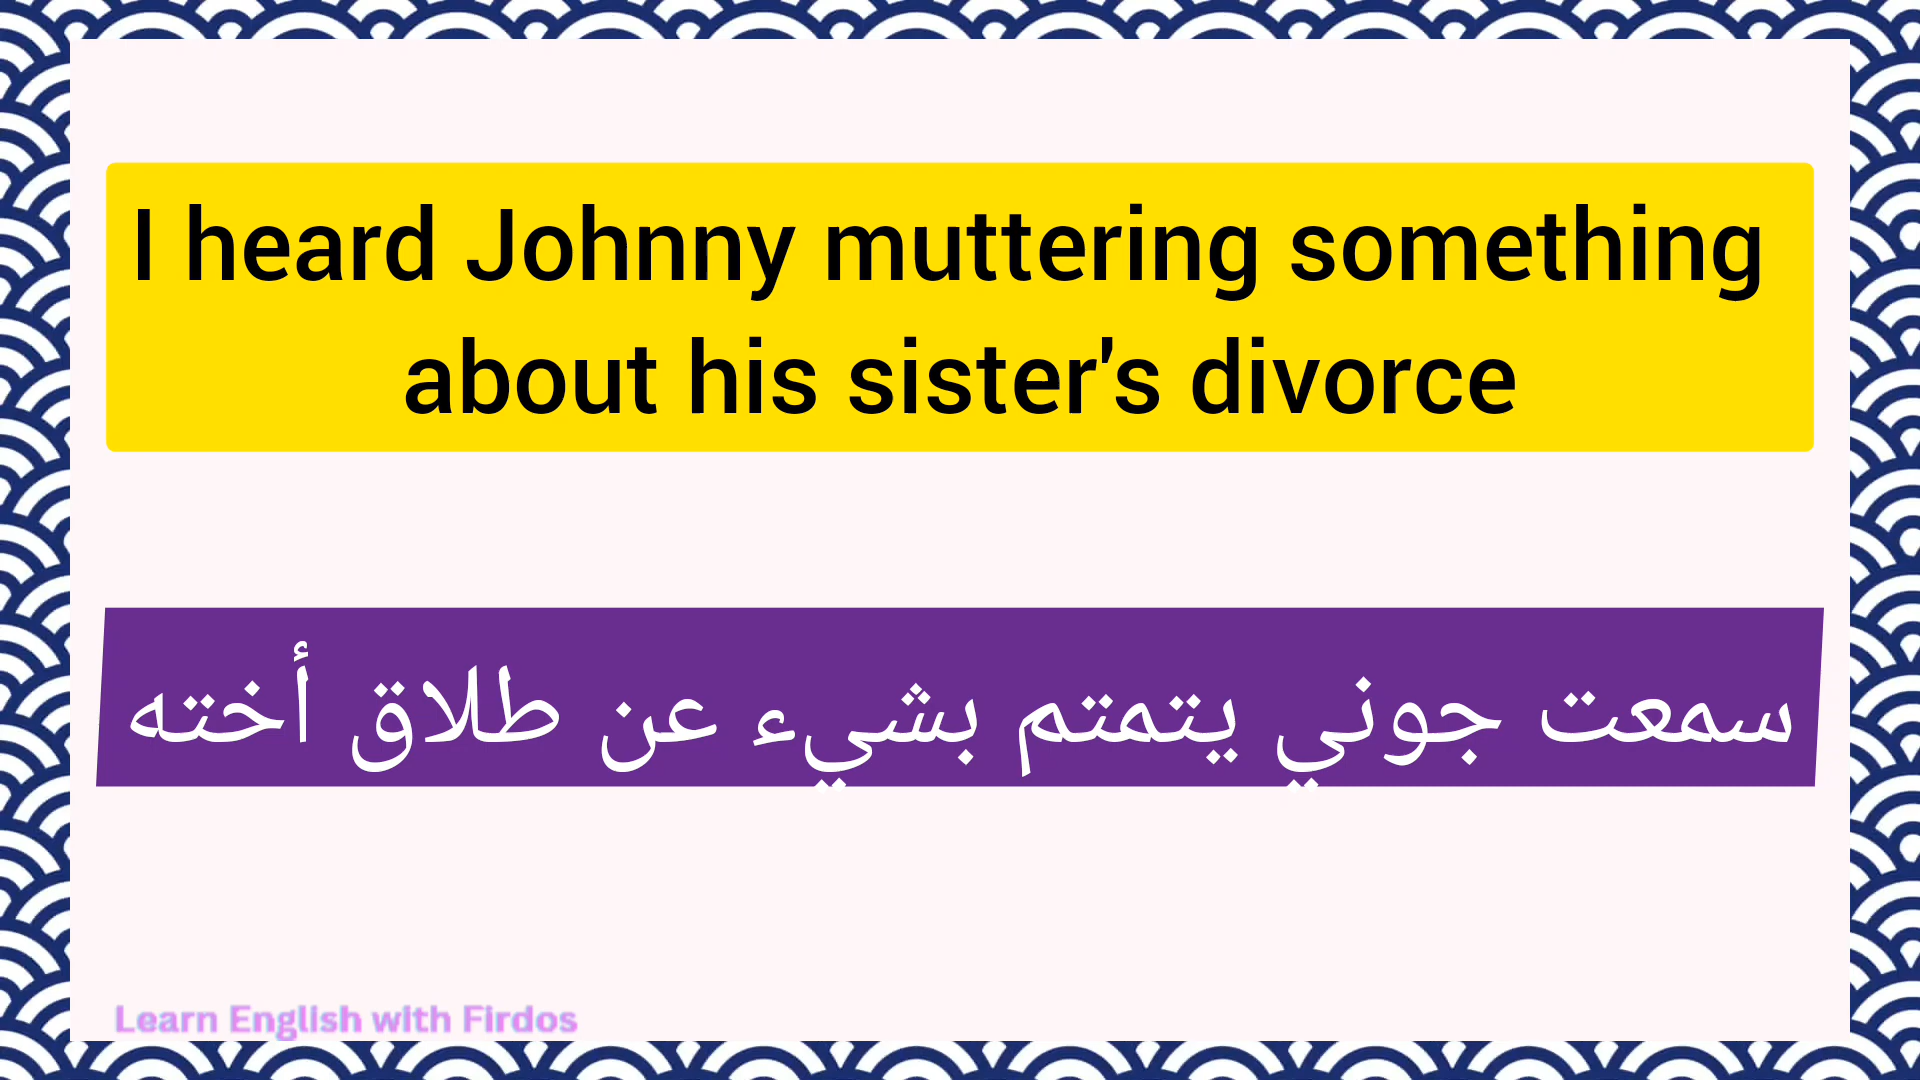 I heard Johnny muttering something
about his sister's divorce
سمعت جوني يتمتم بشيء عن طلاق أخته
Learn English with Firdos